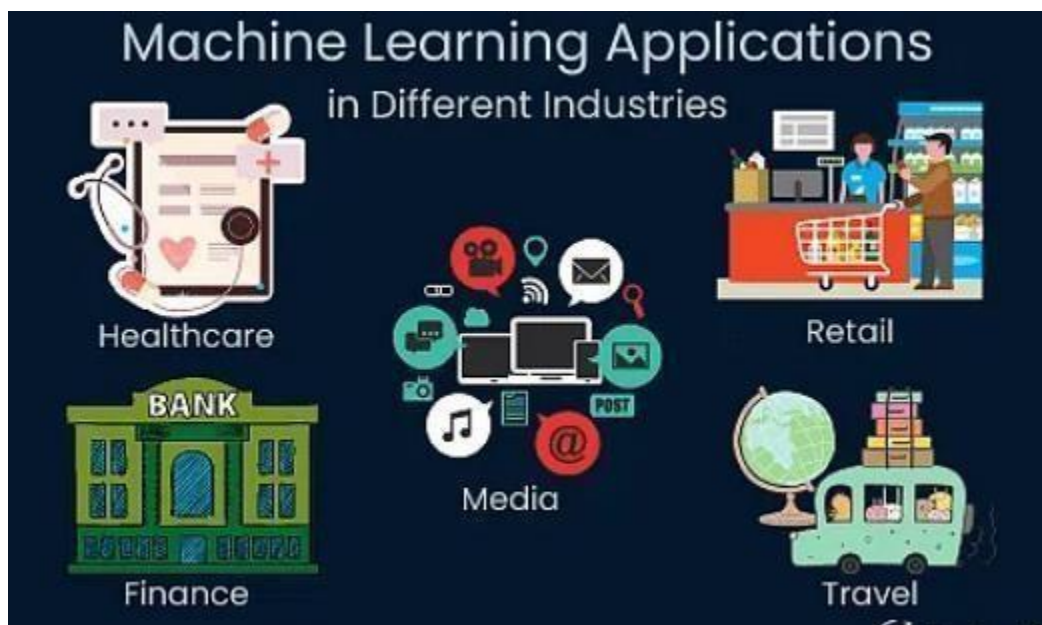 Machine Learning Applications
in Different Industries
Healthcare
Retail
BANK
POST
@
Media
Finance
Travel